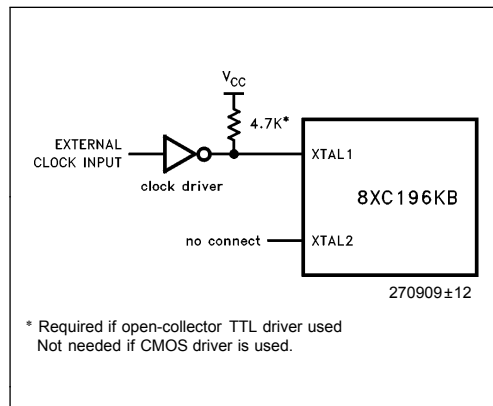 VCC
4.7K*
EXTERNAL
CLOCK INPUT
clock driver
XTAL1
8XC196KB
no connect
XTAL2
270909±12
* Required if open-collector TTL driver used
Not needed if CMOS driver is used.